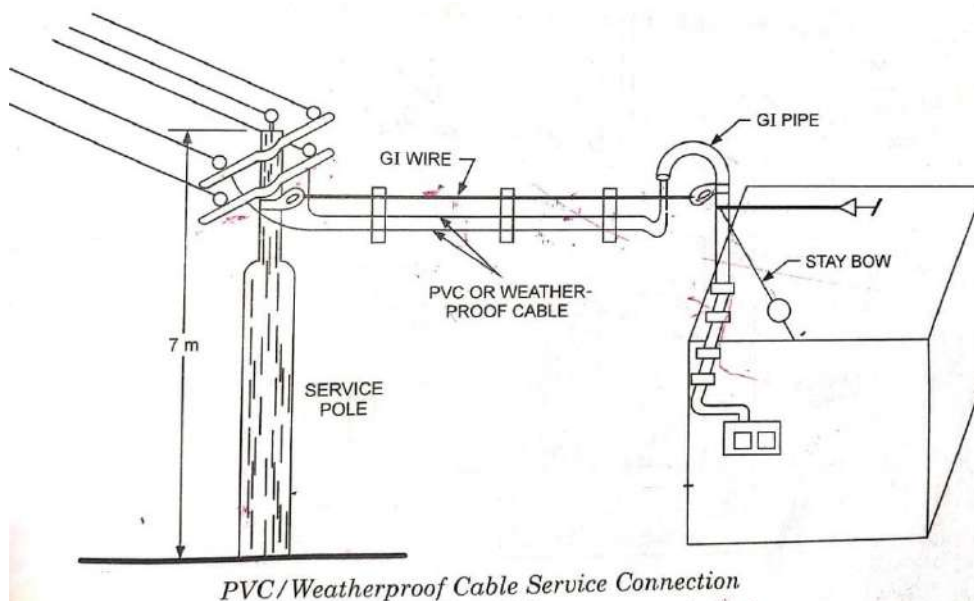 GI PIPE
GI WIRE
STAY BOW
PVC OR WEATHER-
PROOF CABLE
7 m
SERVICE
POLE
PVC/Weatherproof Cable Service Connection